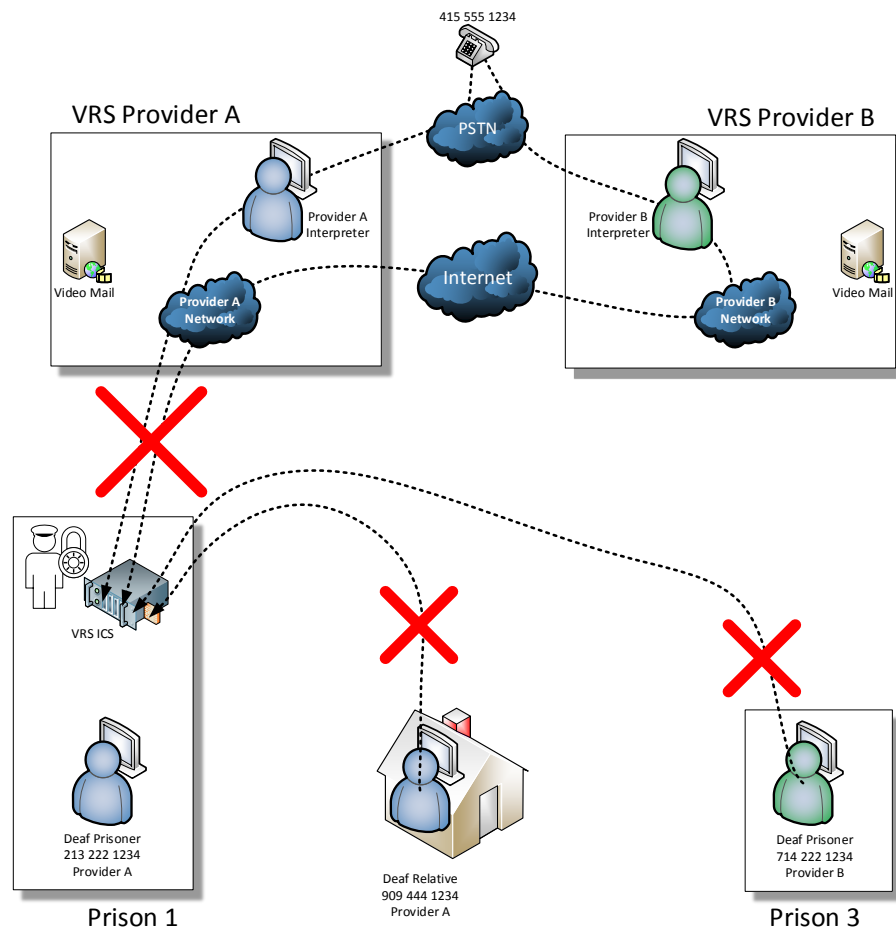 415 555 1234
VRS Provider A
VRS Provider B
PSTN
Provider A
Interpreter
Provider B
Interpreter
Video Mail
Internet
Video Mail
Provider A
Network
Provider B
Network
VRS ICS
Deaf Prisoner
213 222 1234
Provider A
Deaf Relative
909 444 1234
Provider A
Deaf Prisoner
714 222 1234
Provider B
Prison 1
Prison 3